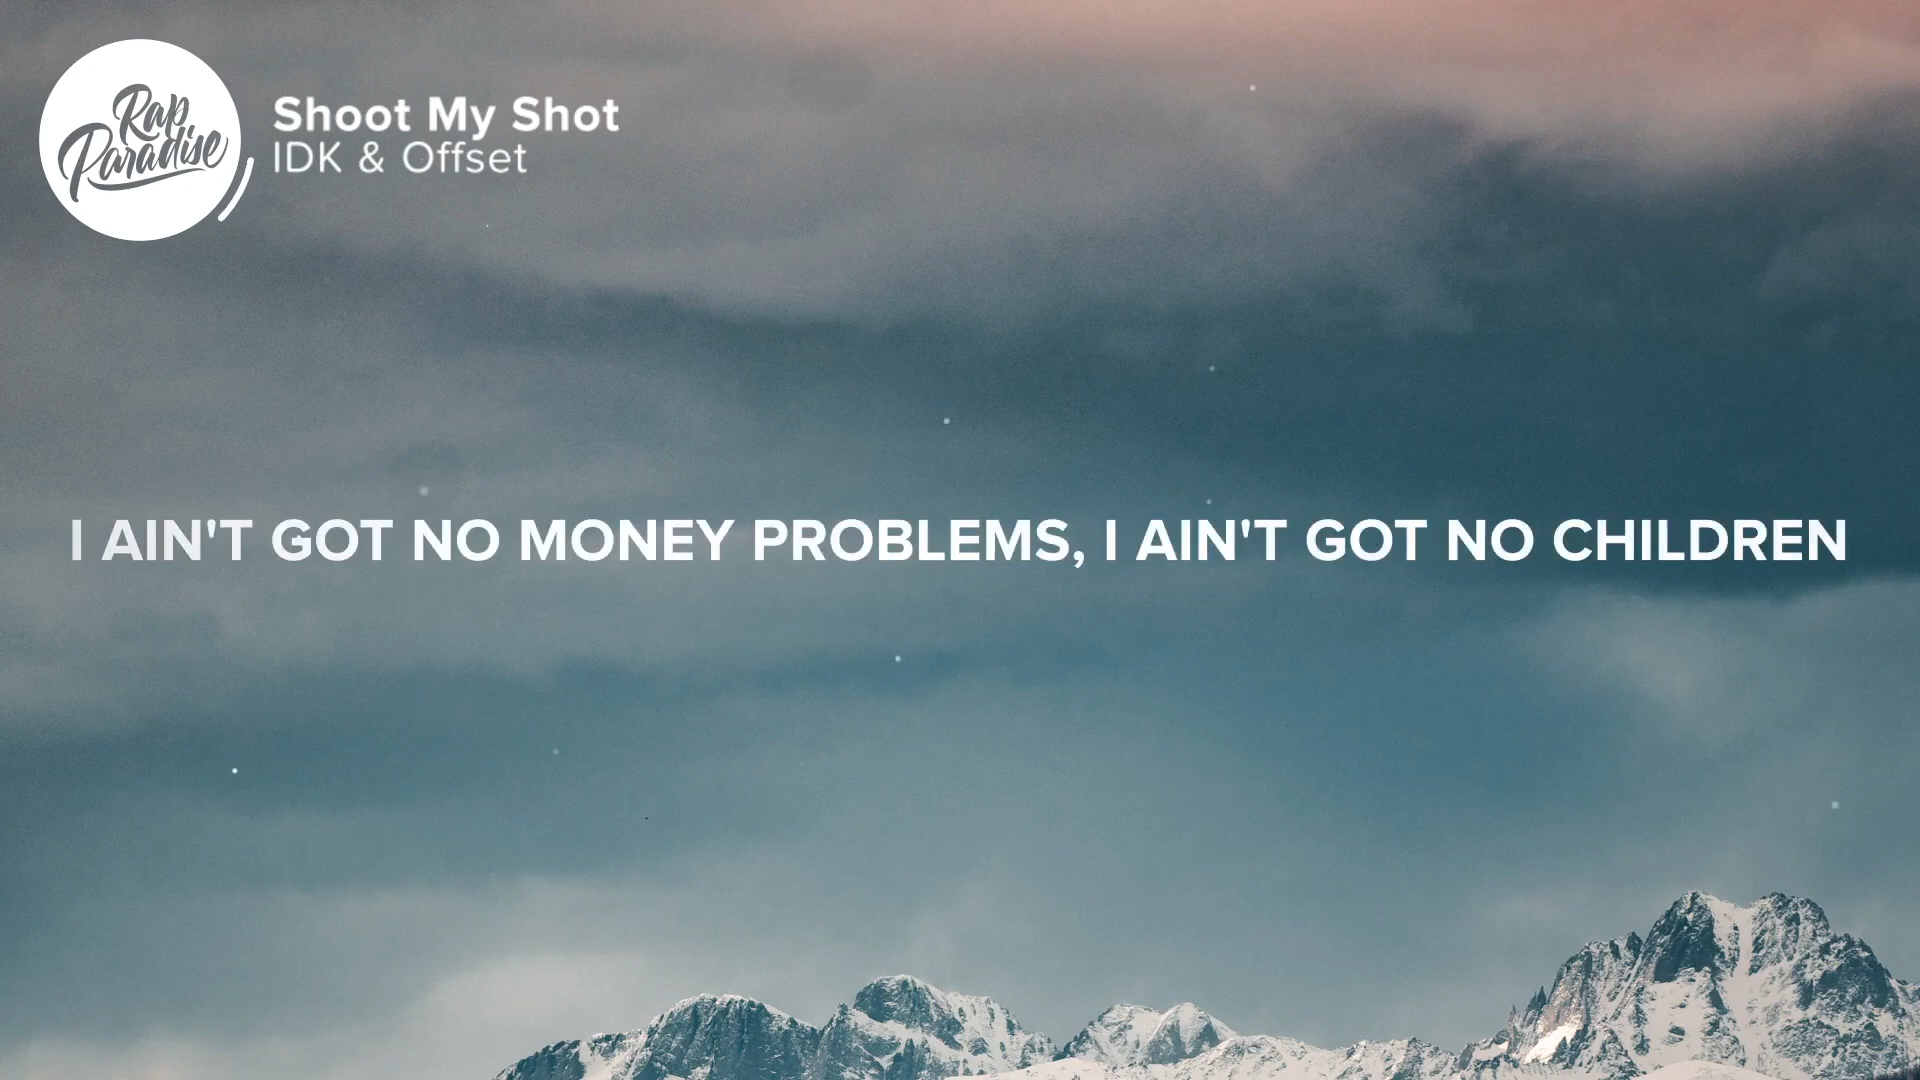 Rap
Paradise
Shoot My Shot
IDK & Offset
I AIN'T GOT NO MONEY PROBLEMS, I AIN'T GOT NO CHILDREN